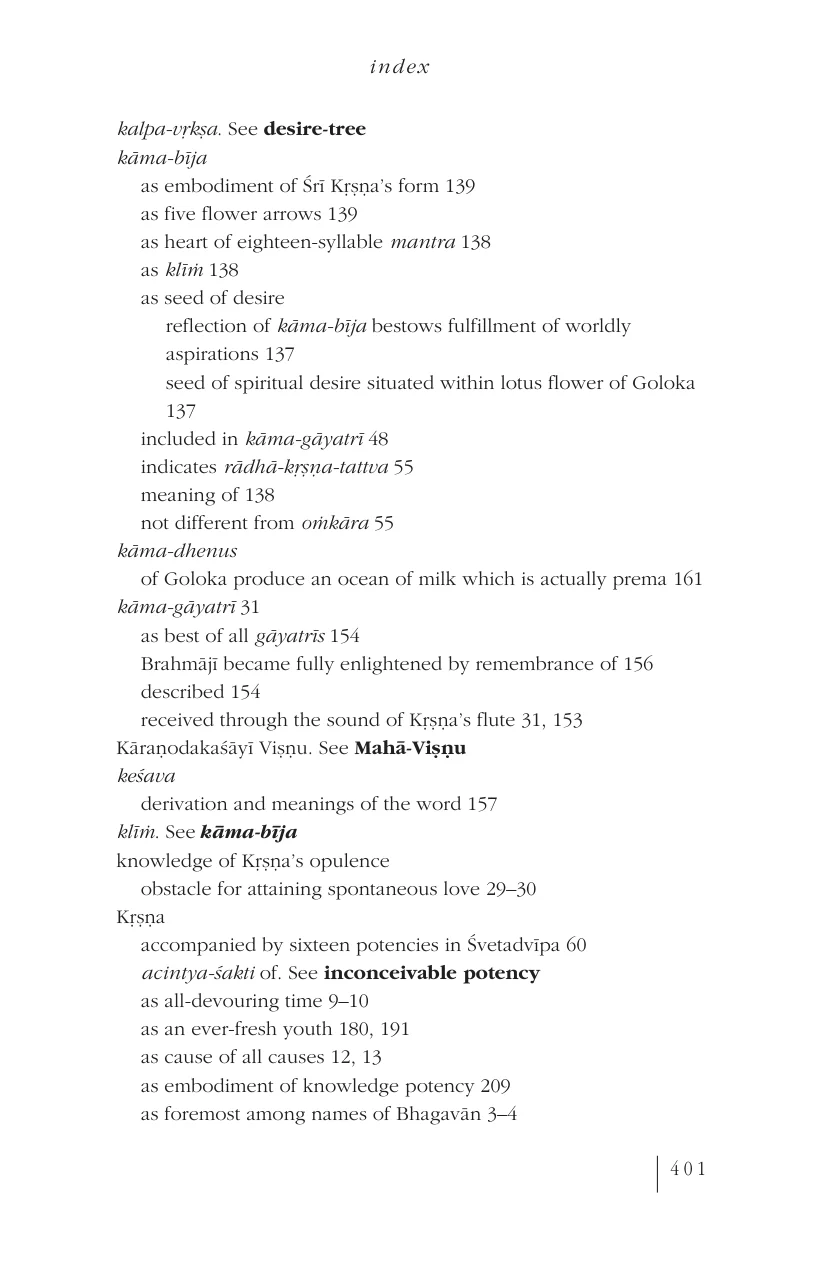 index
kalpa-vṛkṣa. See desire-tree
kāma-bīja
as embodiment of Śrī Kṛṣṇa’s form 139
as five flower arrows 139
as heart of eighteen-syllable mantra 138
as klīṁ 138
as seed of desire
reflection of kāma-bīja bestows fulfillment of worldly
aspirations 137
seed of spiritual desire situated within lotus flower of Goloka
137
included in kāma-gāyatrī 48
indicates rādhā-kṛṣṇa-tattva 55
meaning of 138
not different from oṁkāra 55
kāma-dhenus
of Goloka produce an ocean of milk which is actually prema 161
kāma-gāyatrī 31
as best of all gāyatrīs 154
Brahmājī became fully enlightened by remembrance of 156
described 154
received through the sound of Kṛṣṇa’s flute 31, 153
Kāraṇodakaśāyī Viṣṇu. See Mahā-Viṣṇu
keśava
derivation and meanings of the word 157
klīṁ. See kāma-bīja
knowledge of Kṛṣṇa’s opulence
obstacle for attaining spontaneous love 29–30
Kṛṣṇa
accompanied by sixteen potencies in Śvetadvīpa 60
acintya-śakti of. See inconceivable potency
as all-devouring time 9–10
as an ever-fresh youth 180, 191
as cause of all causes 12, 13
as embodiment of knowledge potency 209
as foremost among names of Bhagavān 3–4
401